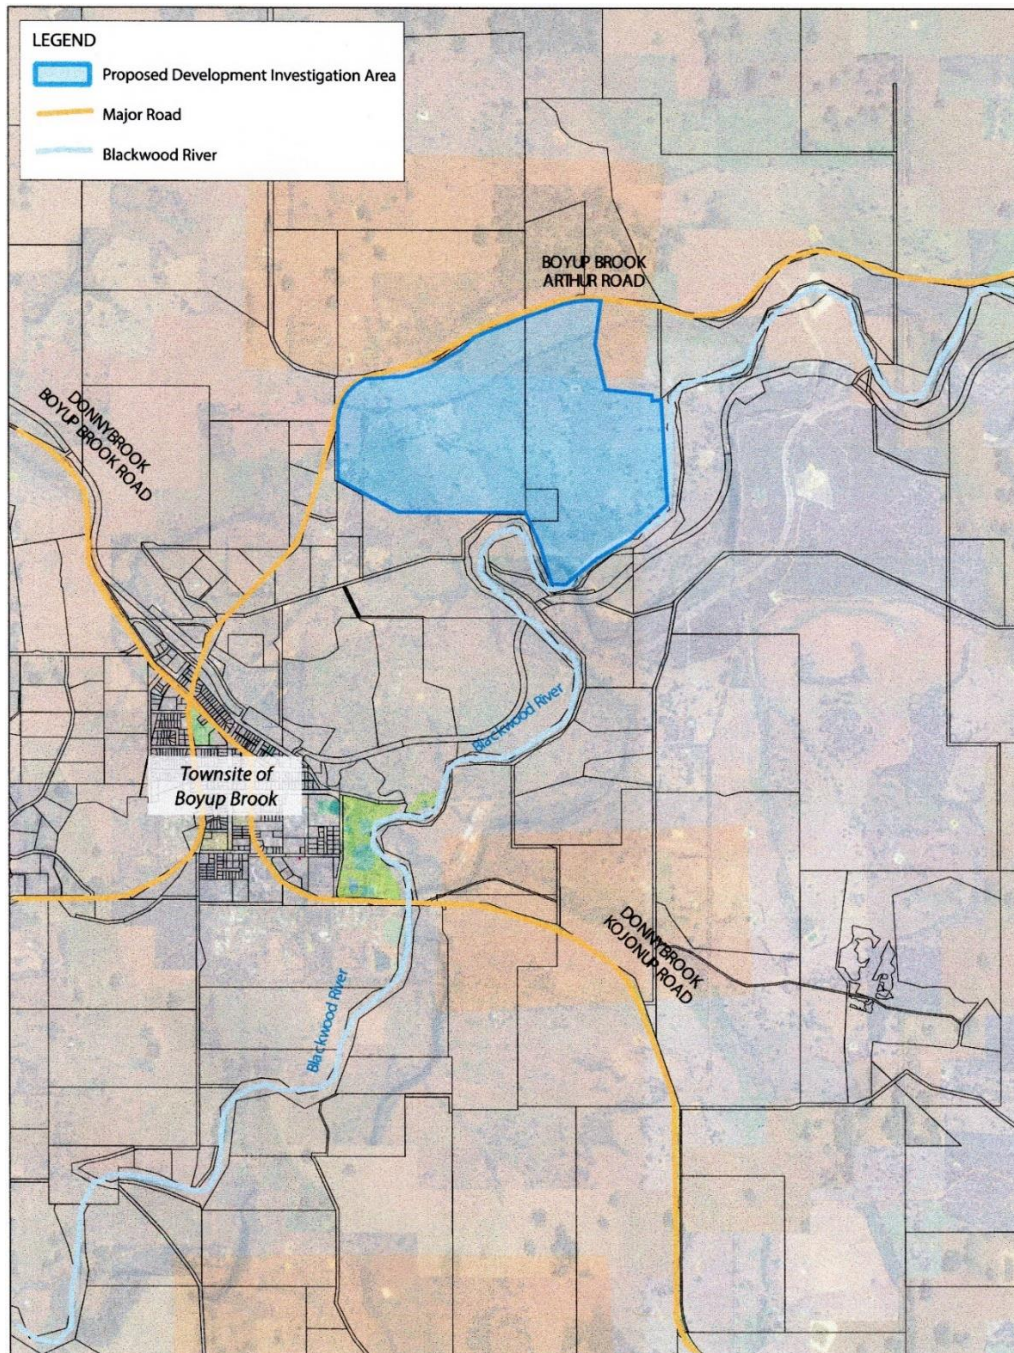 LEGEND
Proposed Development Investigation Area
Major Road
Blackwood River
BOYUP BROOK
ARTHUR ROAD
DONNYBROOK
BOYUP BROOK ROAD
Blackwood River
Townsite of
Boyup Brook
DONNYBROOK
KOJONUP ROAD
Blackwood River